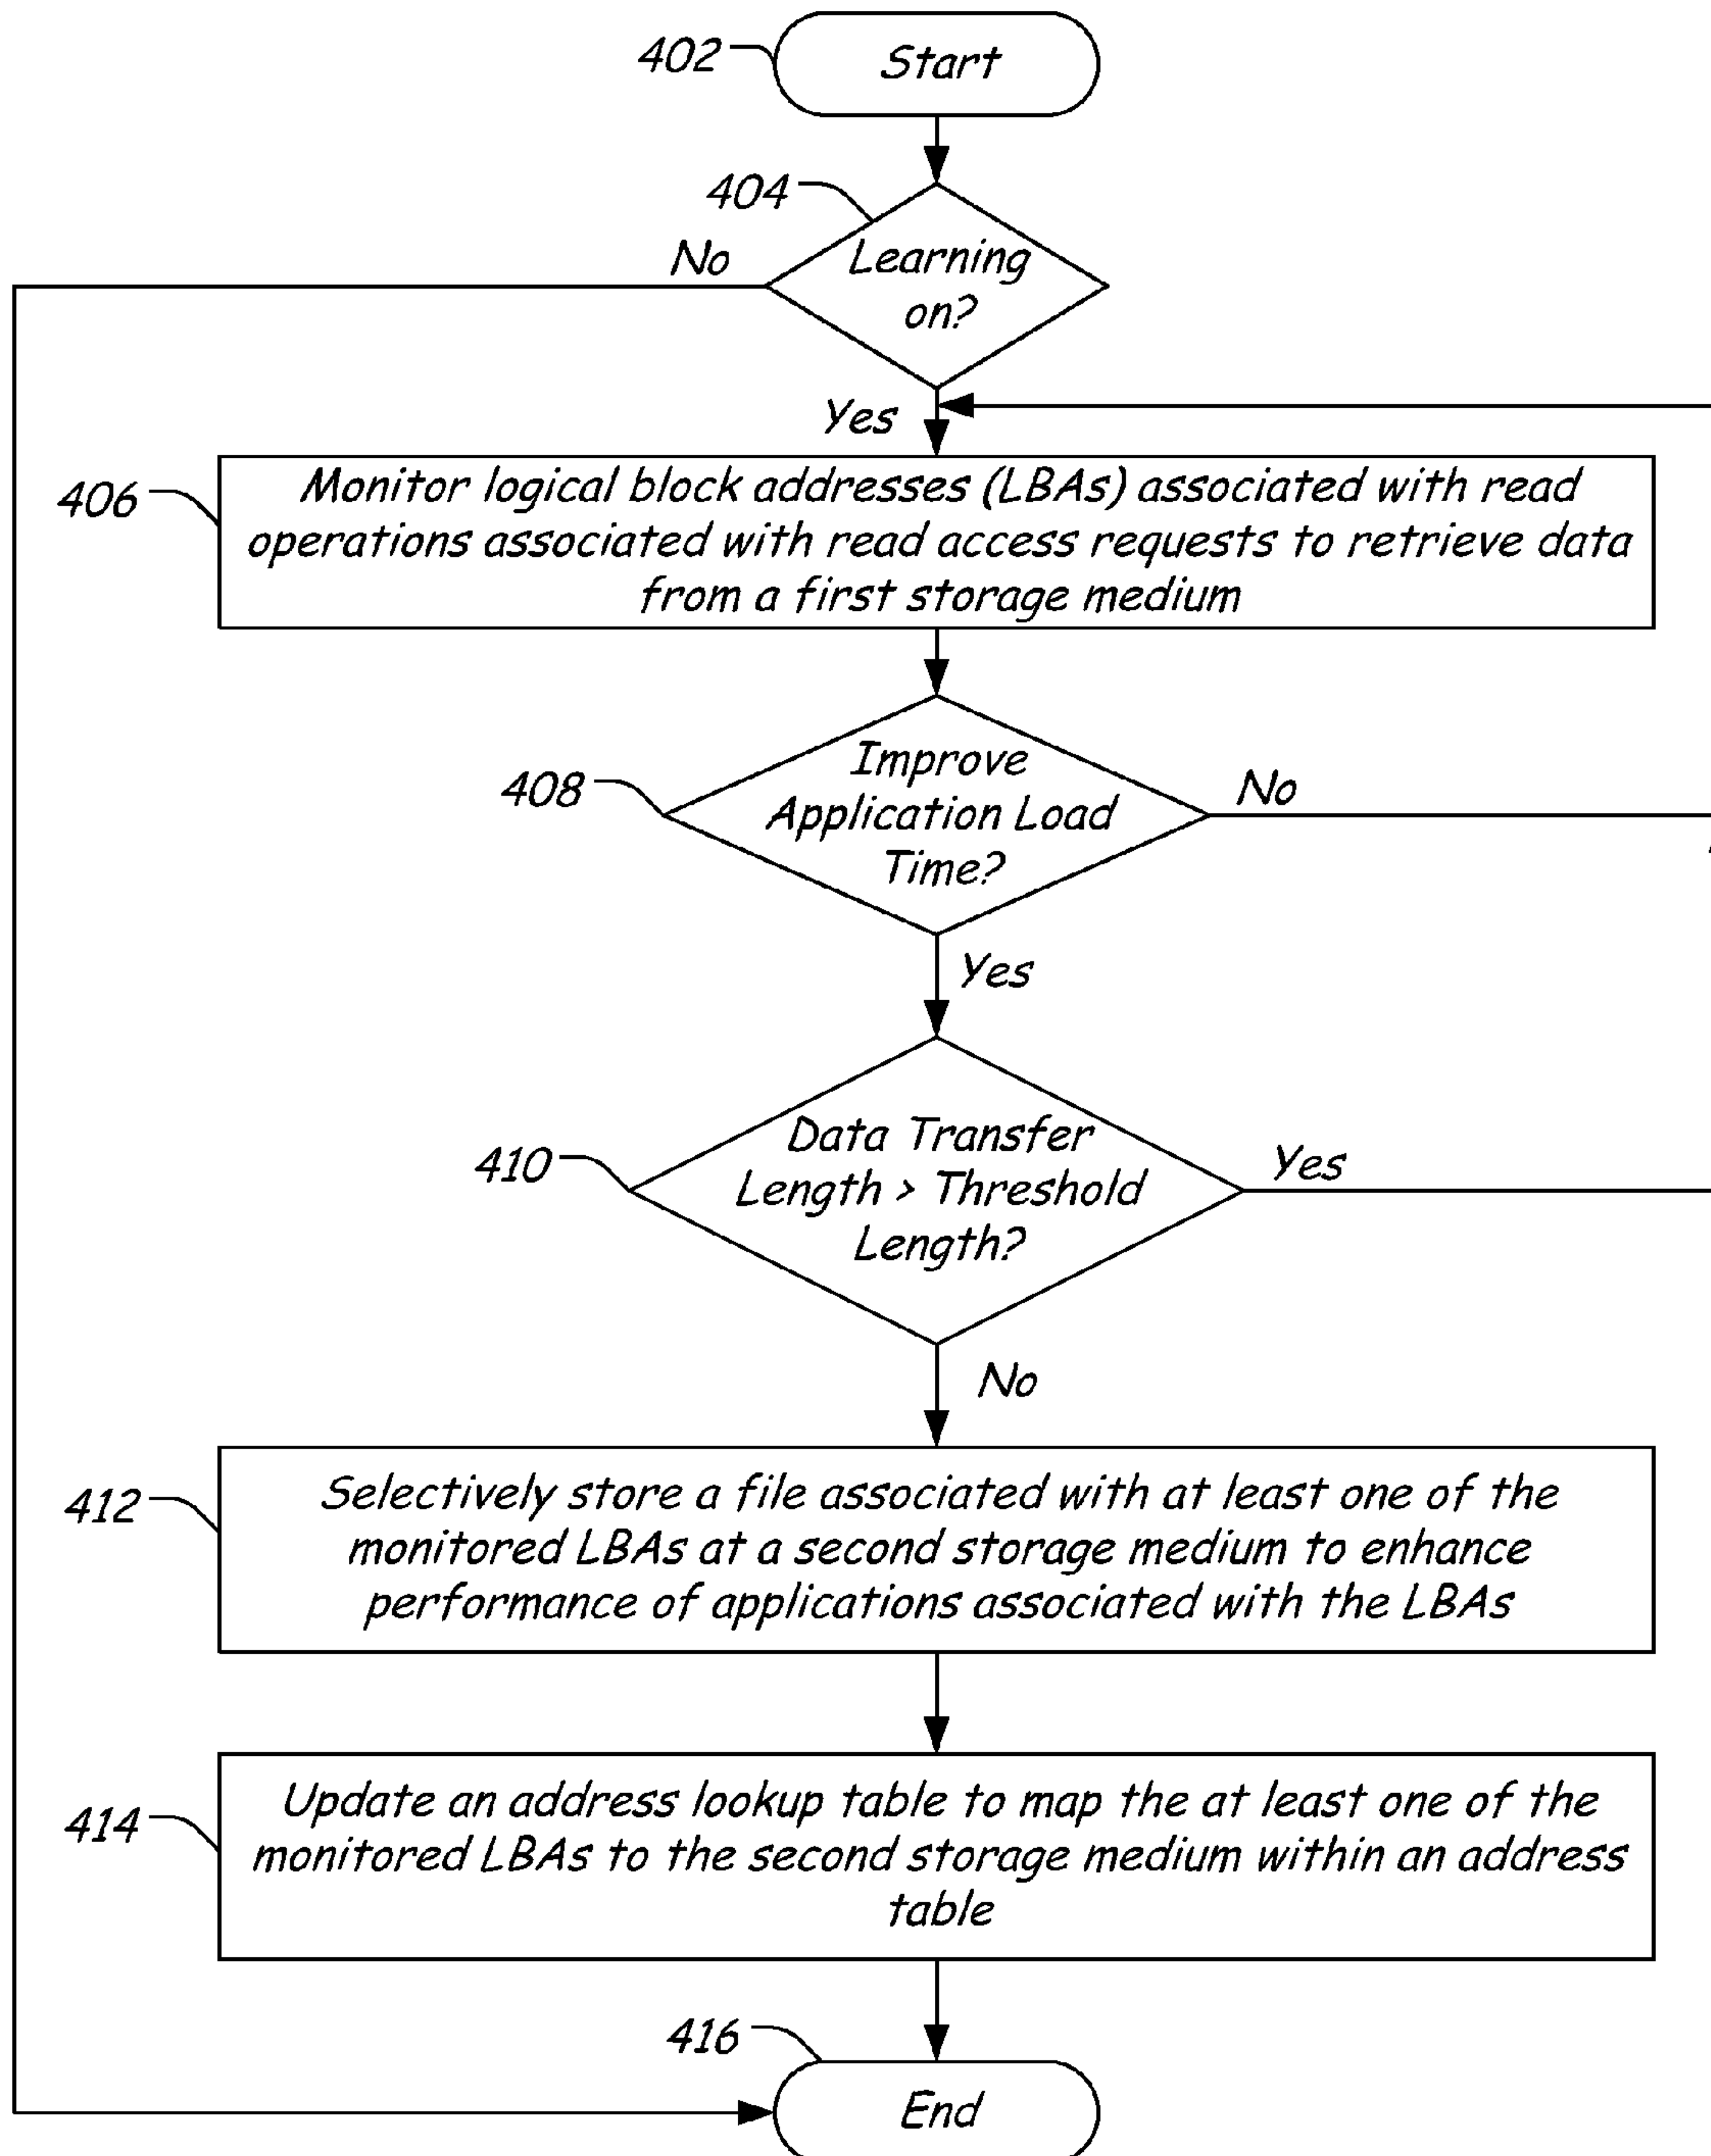 402
Start
404
No
Learning
on?
Yes
406
Monitor logical block addresses (LBAs) associated with read
operations associated with read access requests to retrieve data
from a first storage medium
408
Improve
Application Load
Time?
No
Yes
410
Data Transfer
Length > Threshold
Length?
Yes
No
412
Selectively store a file associated with at least one of the
monitored LBAs at a second storage medium to enhance
performance of applications associated with the LBAs
414
Update an address lookup table to map the at least one of the
monitored LBAs to the second storage medium within an address
table
416
End